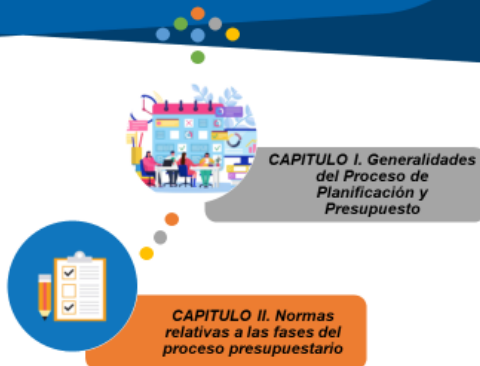 CAPITULO I. Generalidades
del Proceso de
Planificación y
Presupuesto
CAPITULO II. Normas
relativas a las fases del
proceso presupuestario